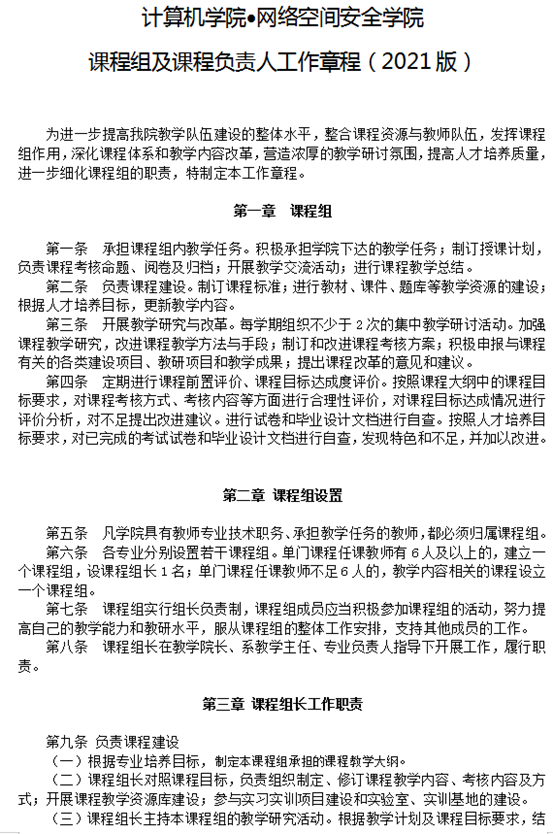 计算机学院•网络空间安全学院
课程组及课程负责人工作章程（2021 版）
为进一步提高我院教学队伍建设的整体水平，整合课程资源与教师队伍，发挥课程
组作用，深化课程体系和教学内容改革，营造浓厚的教学研讨氛围，提高人才培养质量，
进一步细化课程组的职责，特制定本工作章程。
第一章　课程组
第一条　承担课程组内教学任务。积极承担学院下达的教学任务；制订授课计划，
负责课程考核命题、阅卷及归档；开展教学交流活动；进行课程教学总结。
第二条　负责课程建设。制订课程标准；进行教材、课件、题库等教学资源的建设；
根据人才培养目标，更新教学内容。
第三条　开展教学研究与改革。每学期组织不少于 2 次的集中教学研讨活动。加强
课程教学研究，改进课程教学方法与手段；制订和改进课程考核方案；积极申报与课程
有关的各类建设项目、教研项目和教学成果；提出课程改革的意见和建议。
第四条　定期进行课程前置评价、课程目标达成度评价。按照课程大纲中的课程目
标要求，对课程考核方式、考核内容等方面进行合理性评价，对课程目标达成情况进行
评价分析，对不足提出改进建议。进行试卷和毕业设计文档进行自查。按照人才培养目
标要求，对已完成的考试试卷和毕业设计文档进行自查，发现特色和不足，并加以改进。
第二章 课程组设置
第五条　凡学院具有教师专业技术职务、承担教学任务的教师，都必须归属课程组。
第六条　各专业分别设置若干课程组。单门课程任课教师有 6 人及以上的，建立一
个课程组，设课程组长 1 名；单门课程任课教师不足 6 人的，教学内容相关的课程设立
一个课程组。
第七条　课程组实行组长负责制，课程组成员应当积极参加课程组的活动，努力提
高自己的教学能力和教研水平，服从课程组的整体工作安排，支持其他成员的工作。
第八条　课程组长在教学院长、系教学主任、专业负责人指导下开展工作，履行职
责。
第三章 课程组长工作职责
第九条 负责课程建设
（一）根据专业培养目标，制定本课程组承担的课程教学大纲。
（二）课程组长对照课程目标，负责组织制定、修订课程教学内容、考核内容及方
式；开展课程教学资源库建设；参与实习实训项目建设和实验室、实训基地的建设。
（三）课程组长主持本课程组的教学研究活动。根据教学计划及课程目标要求，结